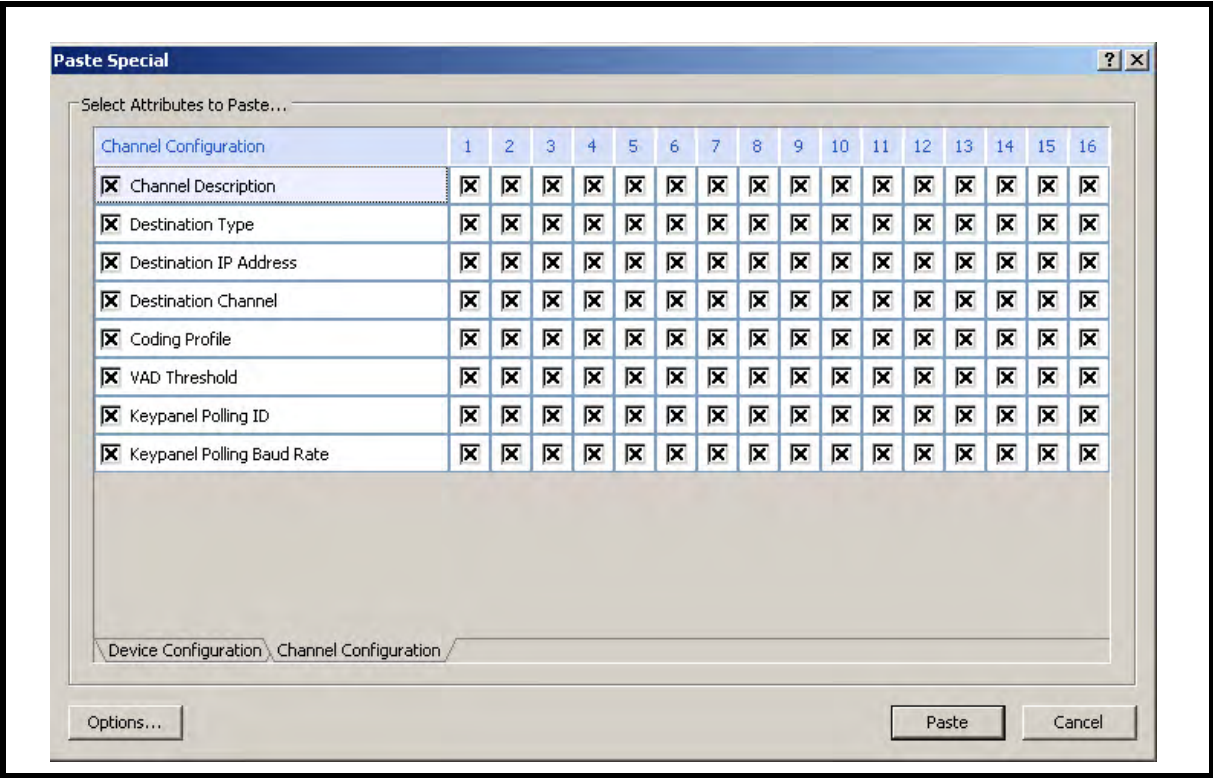 Paste Special
Select Attributes to Paste...
Channel Configuration 1 2 3 4 5 6 7 8 9 10 11 12 13 14 15 16
Channel Description
Destination Type
Destination IP Address
Destination Channel
Coding Profile
VAD Threshold
Keypanel Polling ID
Keypanel Polling Baud Rate
Device Configuration Channel Configuration
Options... Paste Cancel